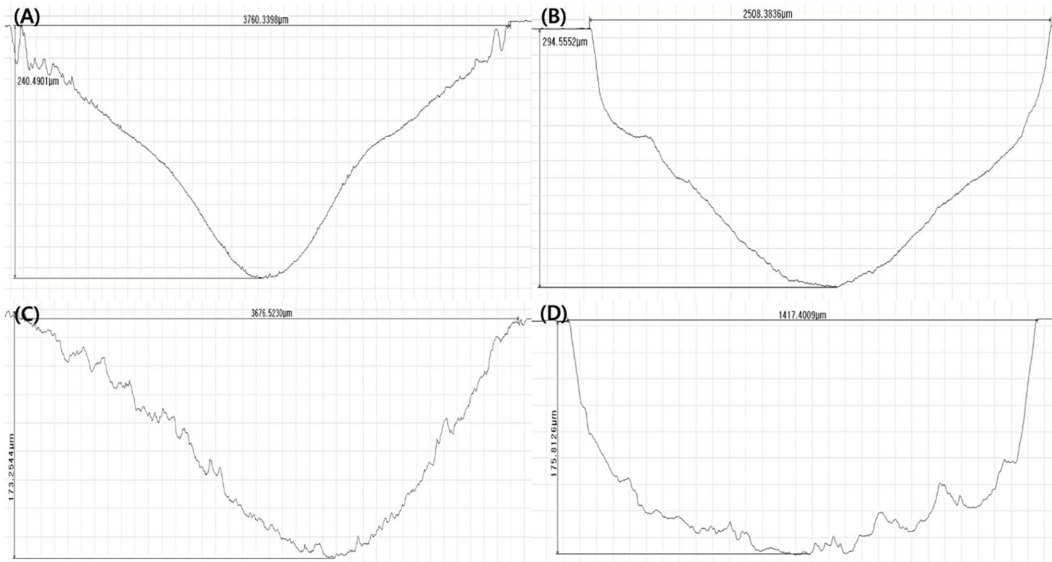 (A)
3760.3398µm
240.4901µm
(B)
2508.3836µm
294.5552µm
(C)
3676.5230µm
173.2544µm
(D)
1417.4009µm
175.8126µm